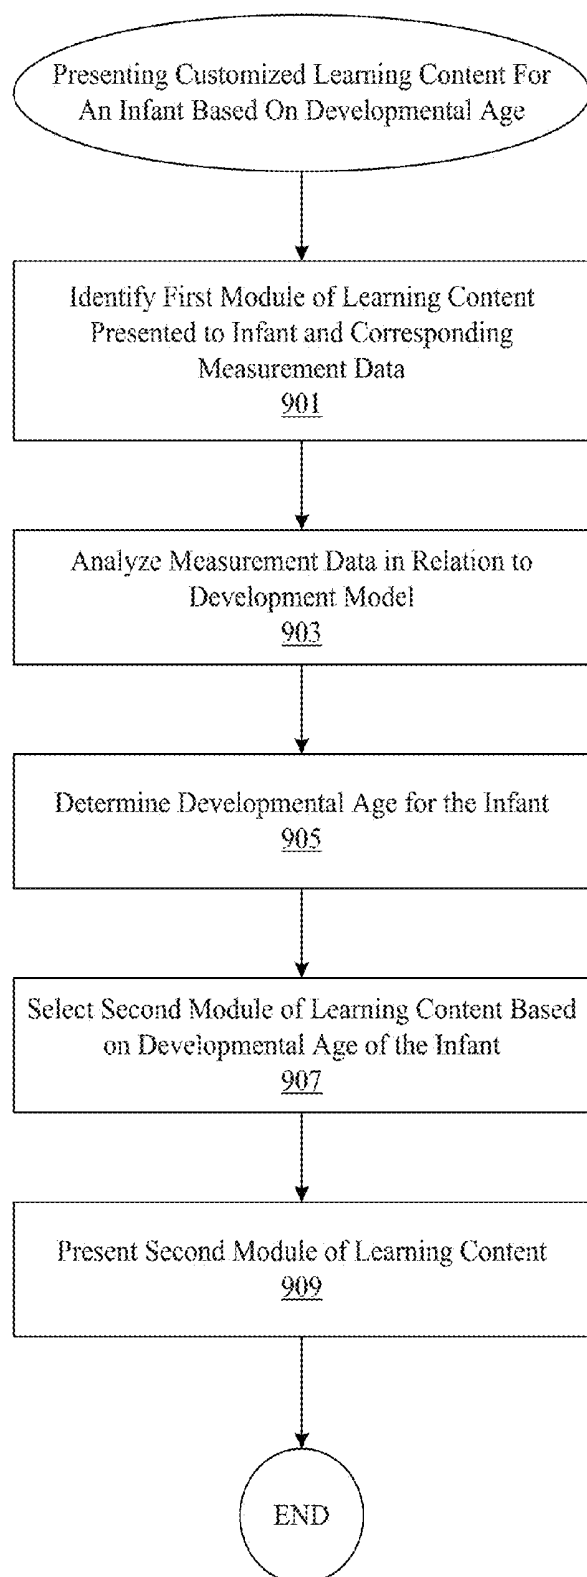 Presenting Customized Learning Content For
An Infant Based On Developmental Age
Identify First Module of Learning Content
Presented to Infant and Corresponding
Measurement Data
901
Analyze Measurement Data in Relation to
Development Model
903
Determine Developmental Age for the Infant
905
Select Second Module of Learning Content Based
on Developmental Age of the Infant
907
Present Second Module of Learning Content
909
END